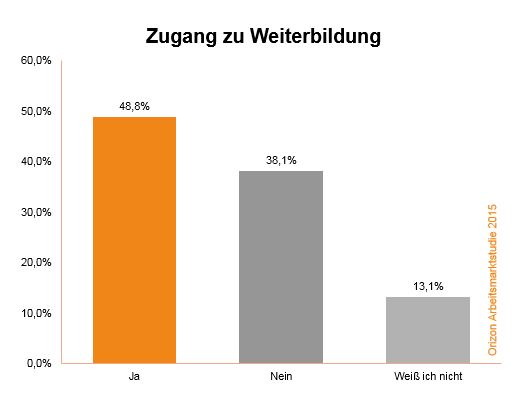 Zugang zu Weiterbildung
60,0%
50,0%
40,0%
30,0%
20,0%
10,0%
0,0%
48,8%
38,1%
13,1%
Ja
Nein
Weiß ich nicht
Orizon Arbeitsmarktstudie 2015